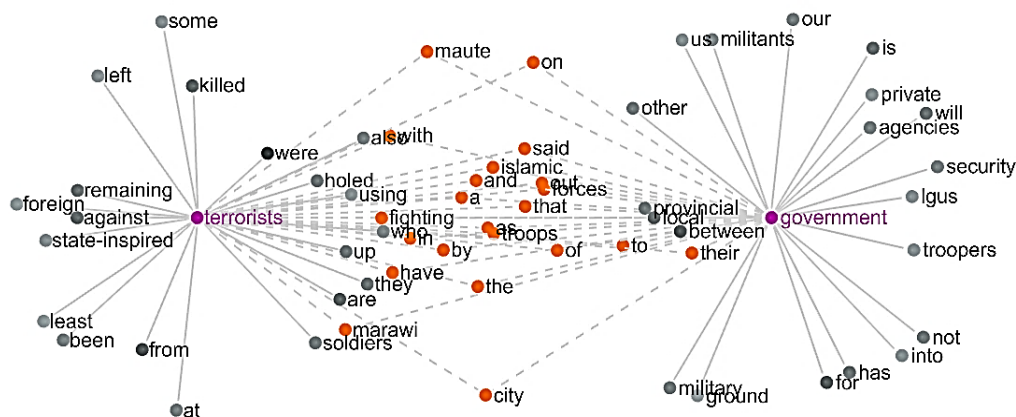 some
our
us
militants
maute
is
on
left
killed
private
other
will
agencies
also
with
were
said
security
islamic
holed
and
out
forces
remaining
using
a
lgus
foreign
that
provincial
against
terrorists
fighting
local
government
who
as
troops
between
state-inspired
in
up
by
of
to
their
troopers
have
they
the
are
least
marawi
been
soldiers
not
from
into
has
for
military
ground
city
at